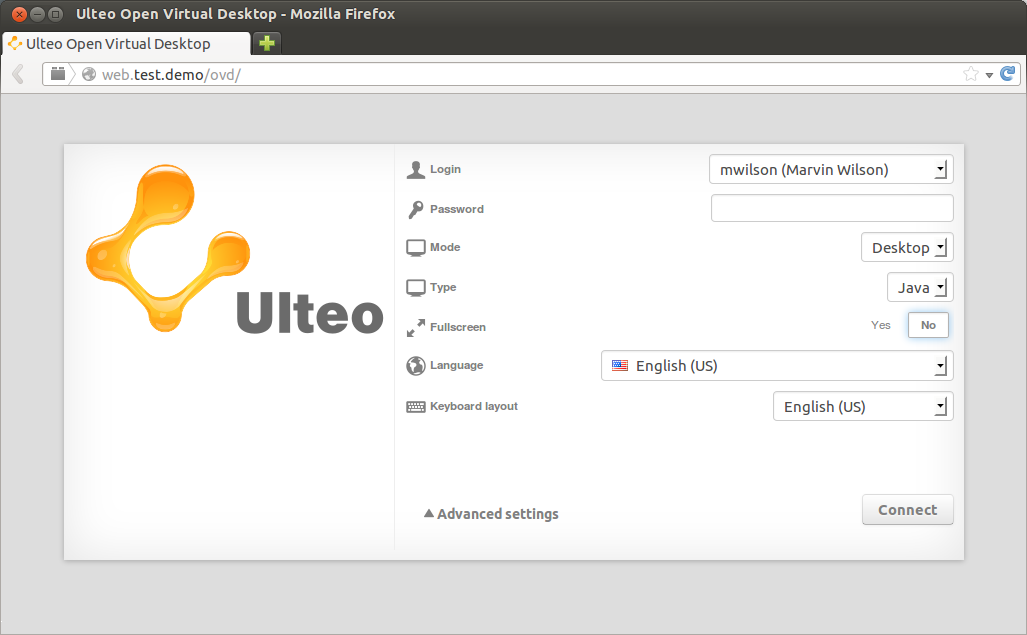 Ulteo Open Virtual Desktop - Mozilla Firefox
Ulteo Open Virtual Desktop
web.test.demo/ovd/
Ulteo
Login mwilson (Marvin Wilson)
Password
Mode Desktop
Type Java
Fullscreen Yes No
Language English (US)
Keyboard layout English (US)
Advanced settings Connect